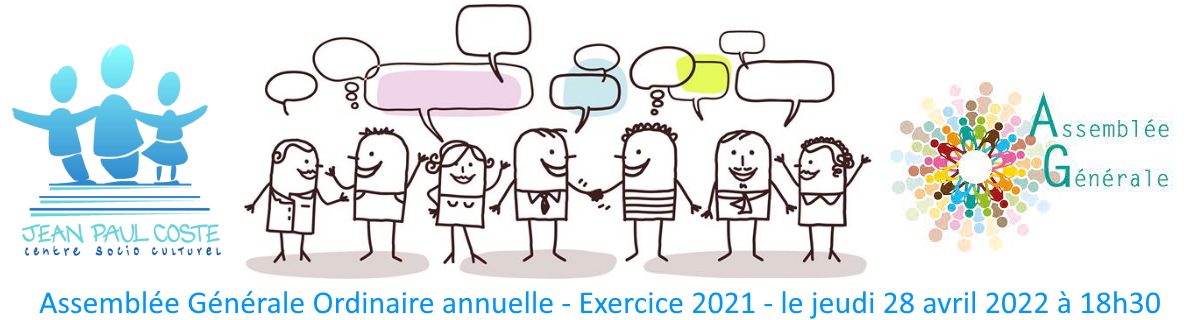 JEAN PAUL COSTE
centre socio culturel
Assemblée
Générale
Assemblée Générale Ordinaire annuelle - Exercice 2021 - le jeudi 28 avril 2022 à 18h30